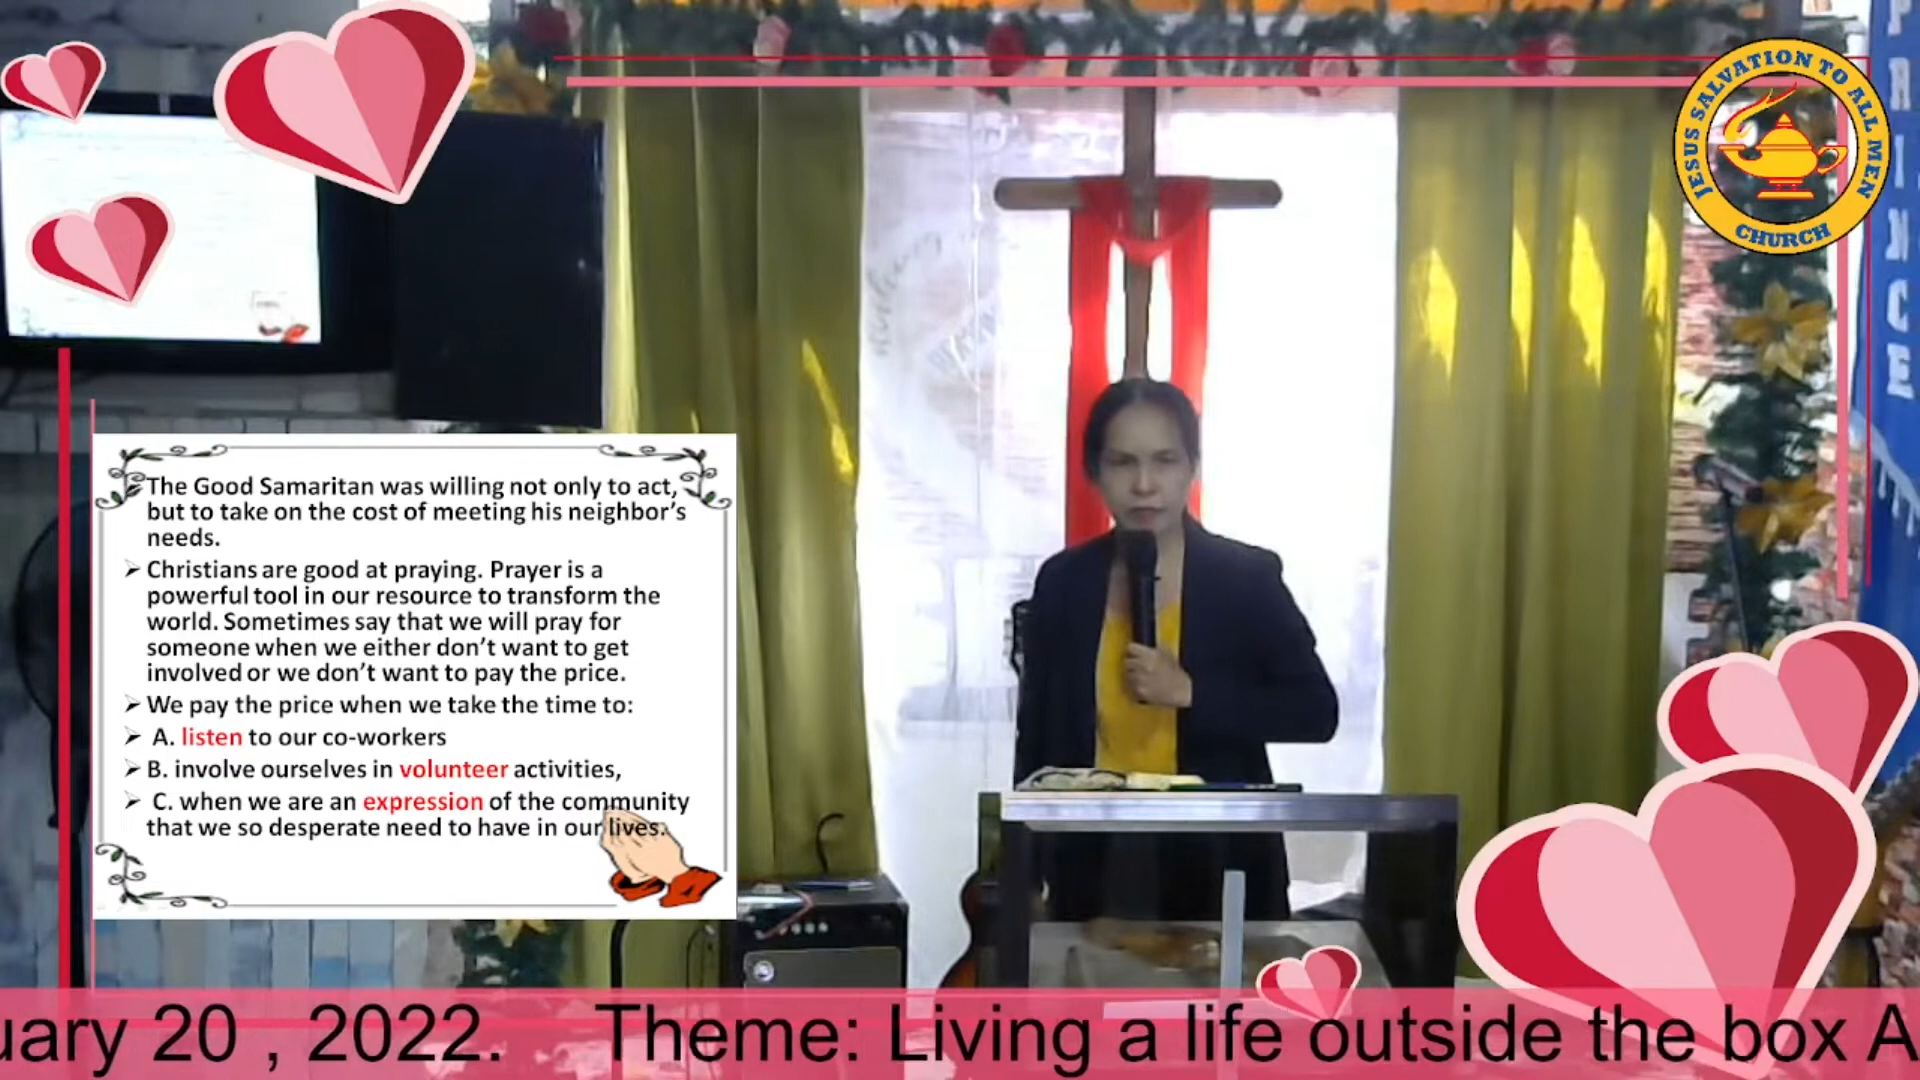 JESUS SALVATION TO ALL MEN
CHURCH
PRINCE
The Good Samaritan was willing not only to act,
but to take on the cost of meeting his neighbor's
needs.
Christians are good at praying. Prayer is a
powerful tool in our resource to transform the
world. Sometimes say that we will pray for
someone when we either don't want to get
involved or we don't want to pay the price.
We pay the price when we take the time to:
A. listen to our co-workers
B. involve ourselves in volunteer activities,
C. when we are an expression of the community
that we so desperate need to have in our lives.
uary 20 , 2022. Theme: Living a life outside the box A